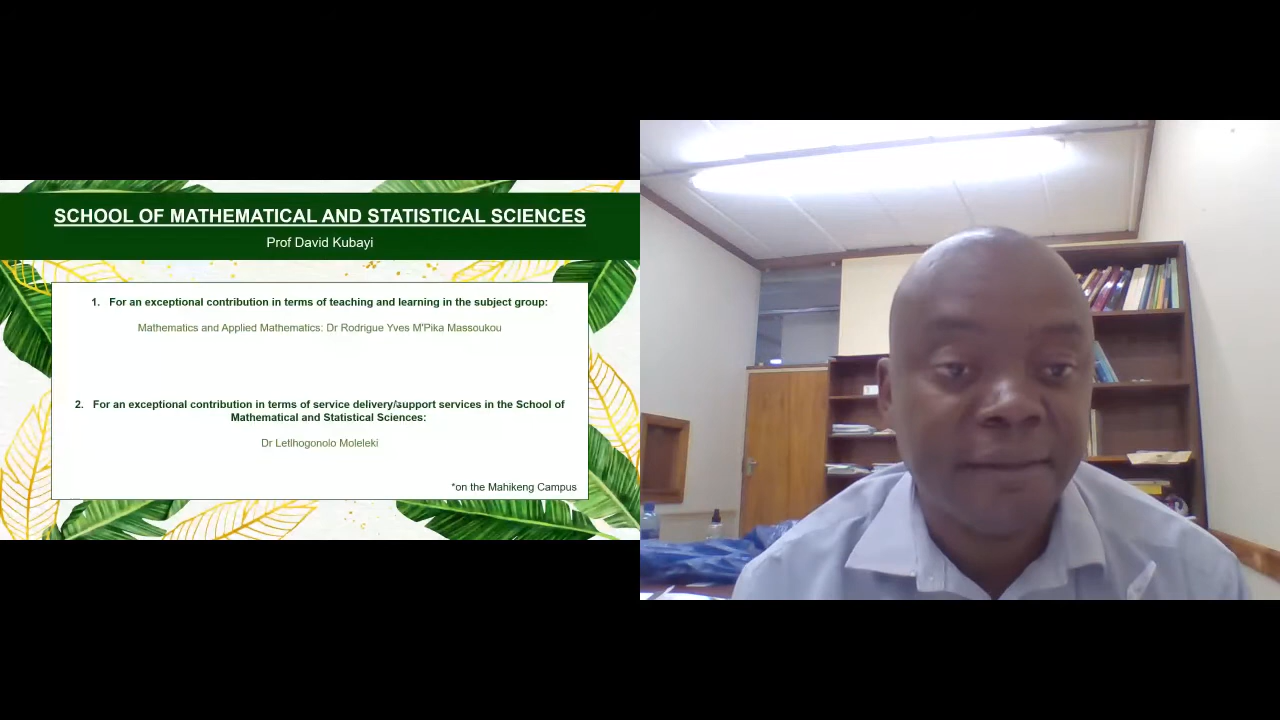 SCHOOL OF MATHEMATICAL AND STATISTICAL SCIENCES
Prof David Kubayi
1. For an exceptional contribution in terms of teaching and learning in the subject group:
Mathematics and Applied Mathematics: Dr Rodrigue Yves M'Pika Massoukou
2. For an exceptional contribution in terms of service delivery/support services in the School of
Mathematical and Statistical Sciences:
Dr Letlhogonolo Moleleki
*on the Mahikeng Campus